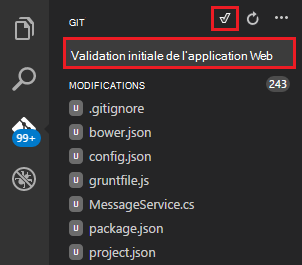 GIT
Validation initiale de l'application Web
MODIFICATIONS 243
U .gitignore
99+ U bower.json
U config.json
U gruntfile.js
U MessageService.cs
U package.json
U project.json